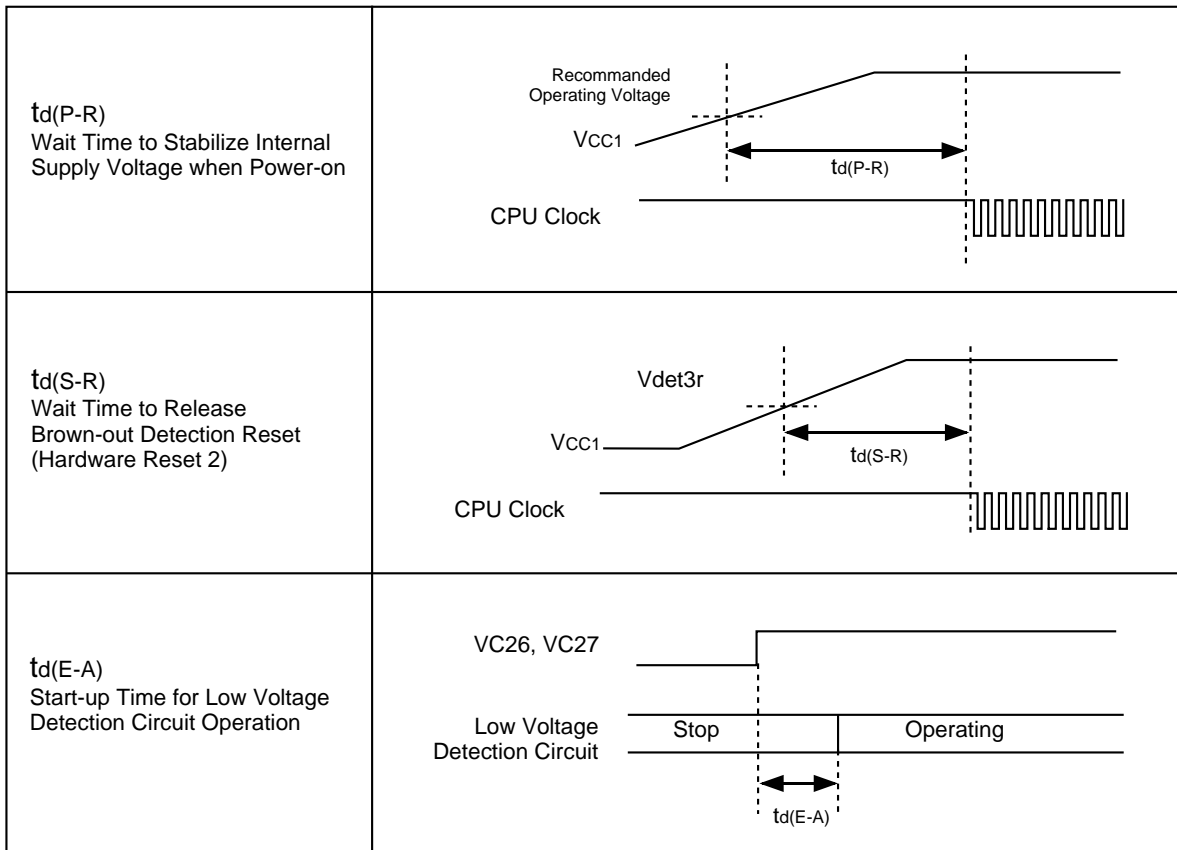 td(P-R)
Wait Time to Stabilize Internal
Supply Voltage when Power-on
Recommanded
Operating Voltage
VCC1
td(P-R)
CPU Clock
td(S-R)
Wait Time to Release
Brown-out Detection Reset
(Hardware Reset 2)
Vdet3r
VCC1
td(S-R)
CPU Clock
td(E-A)
Start-up Time for Low Voltage
Detection Circuit Operation
VC26, VC27
Low Voltage
Detection Circuit
Stop
Operating
td(E-A)